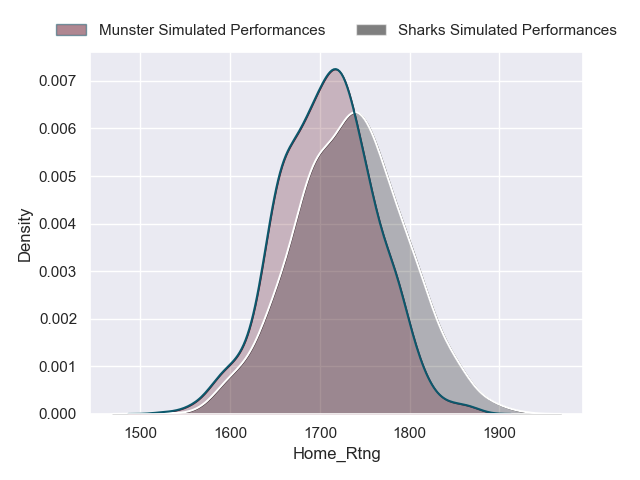 Munster Simulated Performances Sharks Simulated Performances
0.007
0.006
0.005
0.004
0.003
0.002
0.001
0.000
Density
1500 1600 1700 1800 1900
Home_Rtng